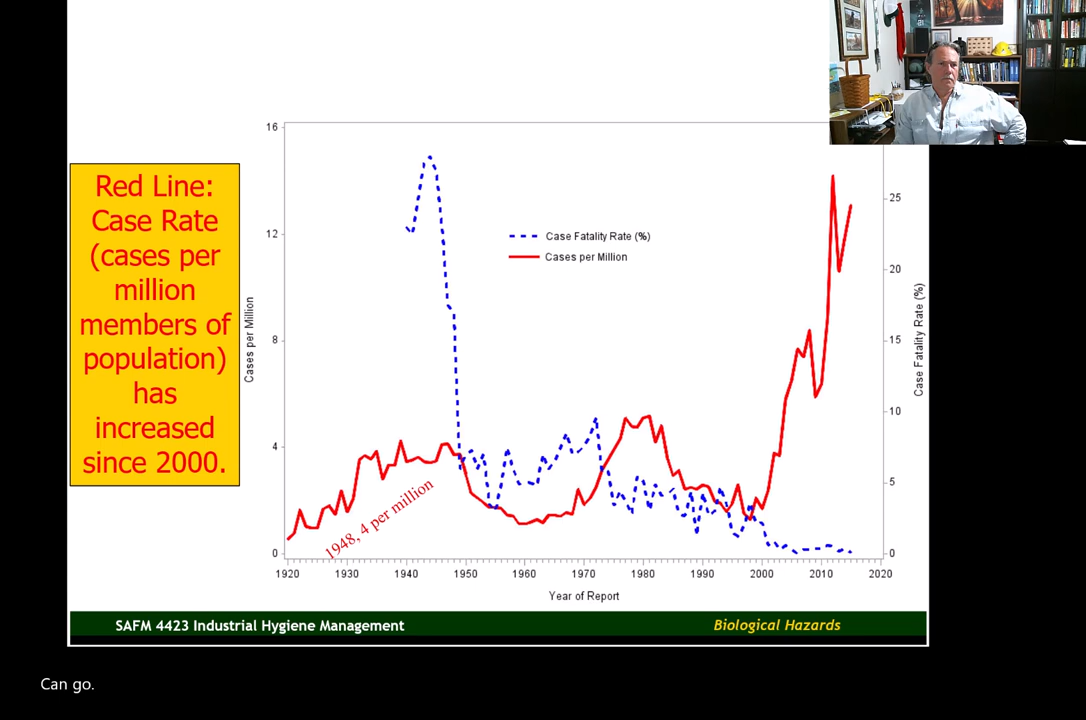 Red Line:
Case Rate
(cases per
million
members of
population)
has
increased
since 2000.
16
12
8
4
0
Cases per Million
Case Fatality Rate (%)
Cases per Million
1948, 4 per million
25
20
15
10
5
0
Case Fatality Rate (%)
1920 1930 1940 1950 1960 1970 1980 1990 2000 2010 2020
Year of Report
SAFM 4423 Industrial Hygiene Management
Biological Hazards
Can go.